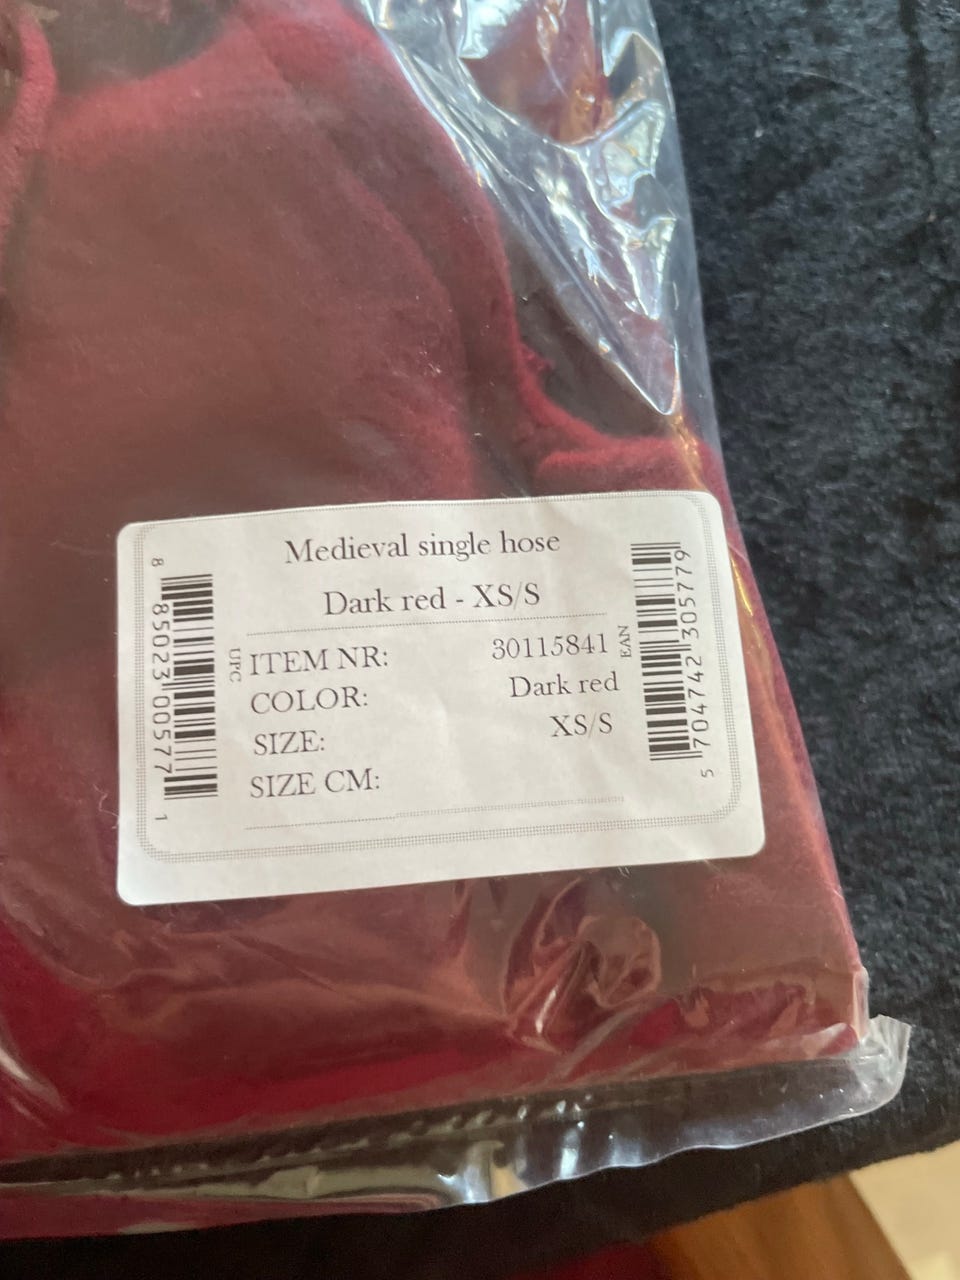 Medieval single hose
Dark red - XS/S
ITEM NR: 30115841
COLOR: Dark red
SIZE: XS/S
SIZE CM:
UPC
8 85023 00577 1
EAN
5 704742 305779